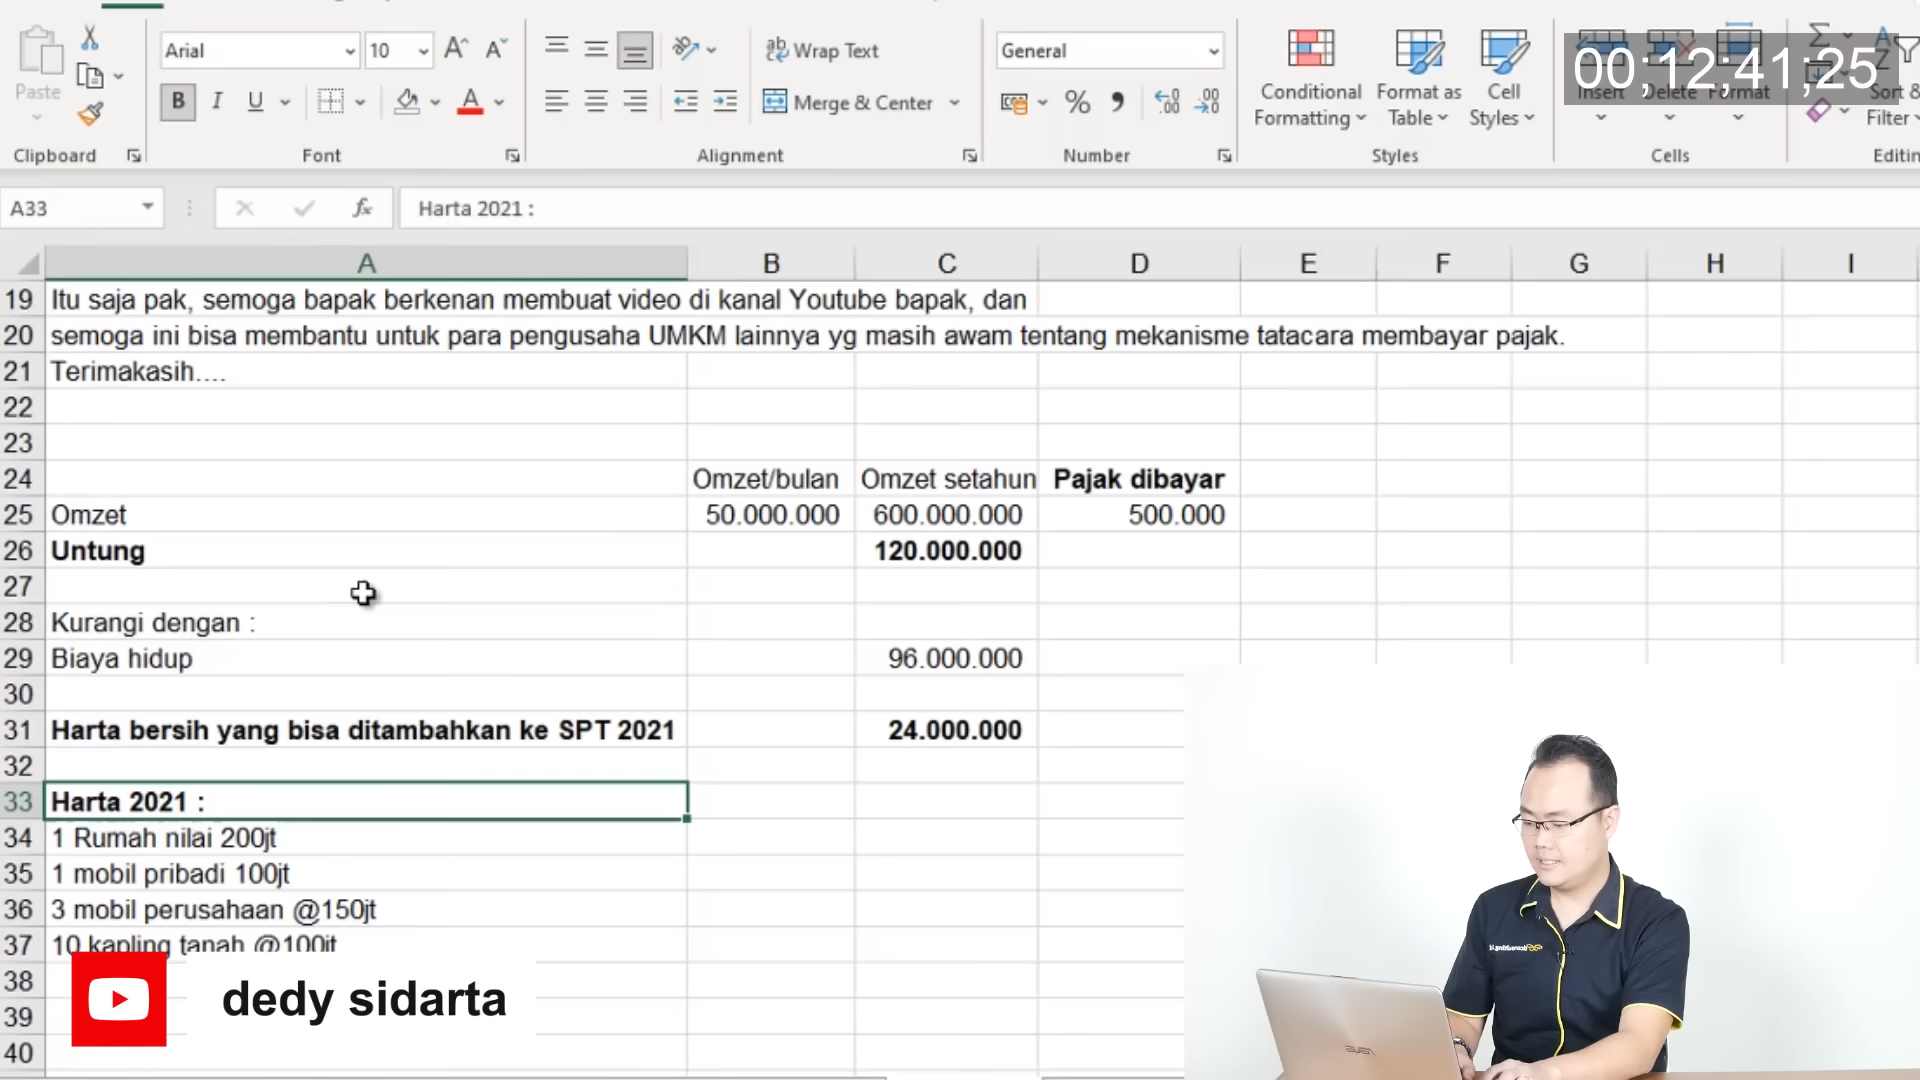 Arial
10
Wrap Text
General
00;12;41;25
Paste
B I U
Merge & Center
%
Conditional Formatting
Format as Table
Cell Styles
Insert
Delete
Format
Sort & Filter
Clipboard
Font
Alignment
Number
Styles
Cells
Editin
A33
fx
Harta 2021 :
A B C D E F G H I
19 Itu saja pak, semoga bapak berkenan membuat video di kanal Youtube bapak, dan
20 semoga ini bisa membantu untuk para pengusaha UMKM lainnya yg masih awam tentang mekanisme tatacara membayar pajak.
21 Terimakasih....
22
23
24 Omzet/bulan Omzet setahun Pajak dibayar
25 Omzet 50.000.000 600.000.000 500.000
26 Untung 120.000.000
27
28 Kurangi dengan :
29 Biaya hidup 96.000.000
30
31 Harta bersih yang bisa ditambahkan ke SPT 2021 24.000.000
32
33 Harta 2021 :
34 1 Rumah nilai 200jt
35 1 mobil pribadi 100jt
36 3 mobil perusahaan @150jt
37 10 kapling tanah @100jt
38
39
40
dedy sidarta
ASUS